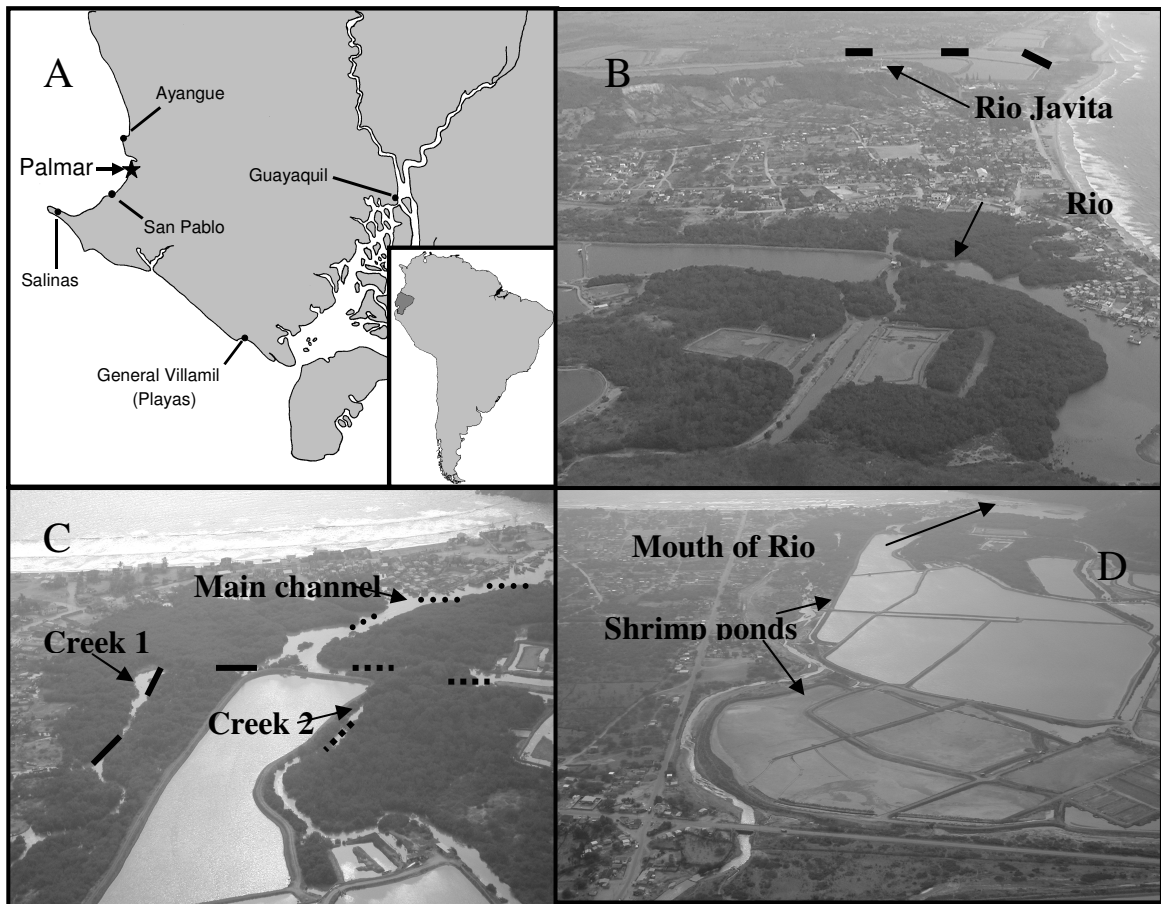 A
Ayangue
Palmar
Guayaquil
San Pablo
Salinas
General Villamil
(Playas)
B
Rio Javita
Rio
C
Main channel
Creek 1
Creek 2
Mouth of Rio
D
Shrimp ponds